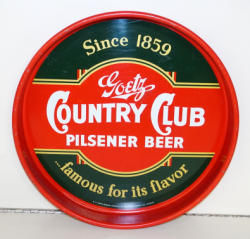 Since 1859
Goetz
COUNTRY CLUB
PILSENER BEER
...famous for its flavor